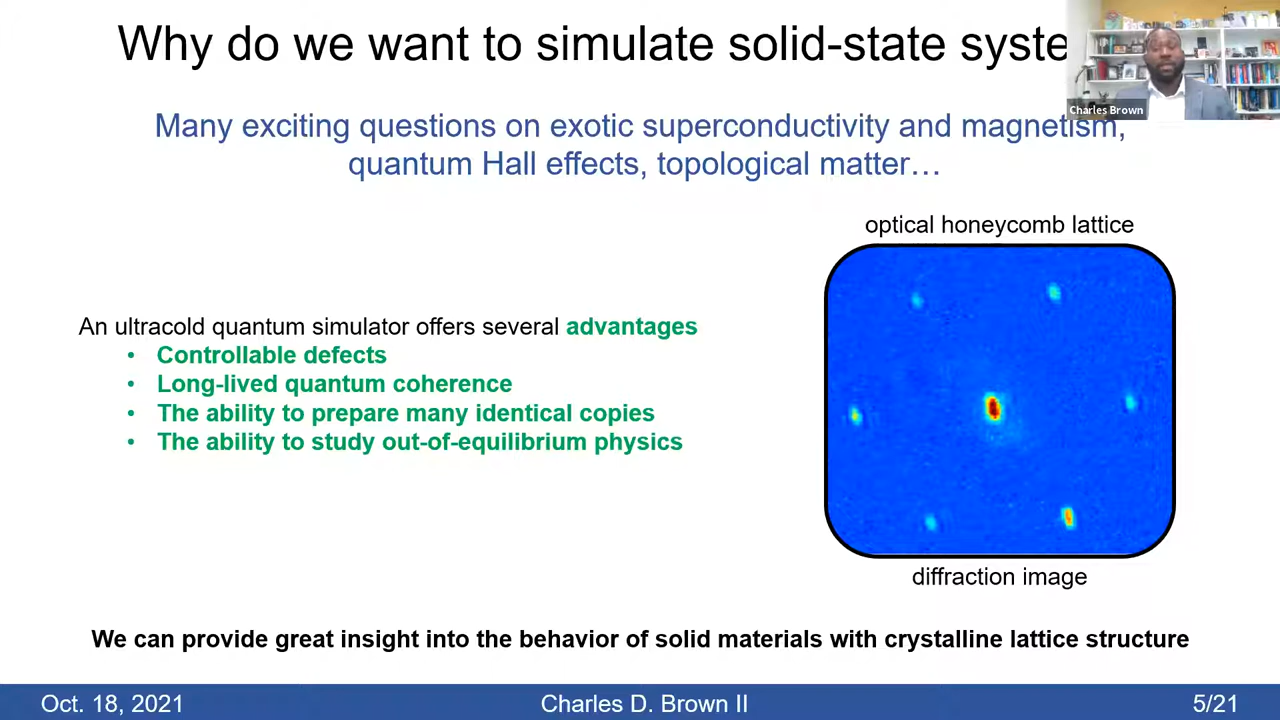 Why do we want to simulate solid-state syste
Charles Brown
Many exciting questions on exotic superconductivity and magnetism,
quantum Hall effects, topological matter…
optical honeycomb lattice
An ultracold quantum simulator offers several advantages
• Controllable defects
• Long-lived quantum coherence
• The ability to prepare many identical copies
• The ability to study out-of-equilibrium physics
diffraction image
We can provide great insight into the behavior of solid materials with crystalline lattice structure
Oct. 18, 2021
Charles D. Brown II
5/21